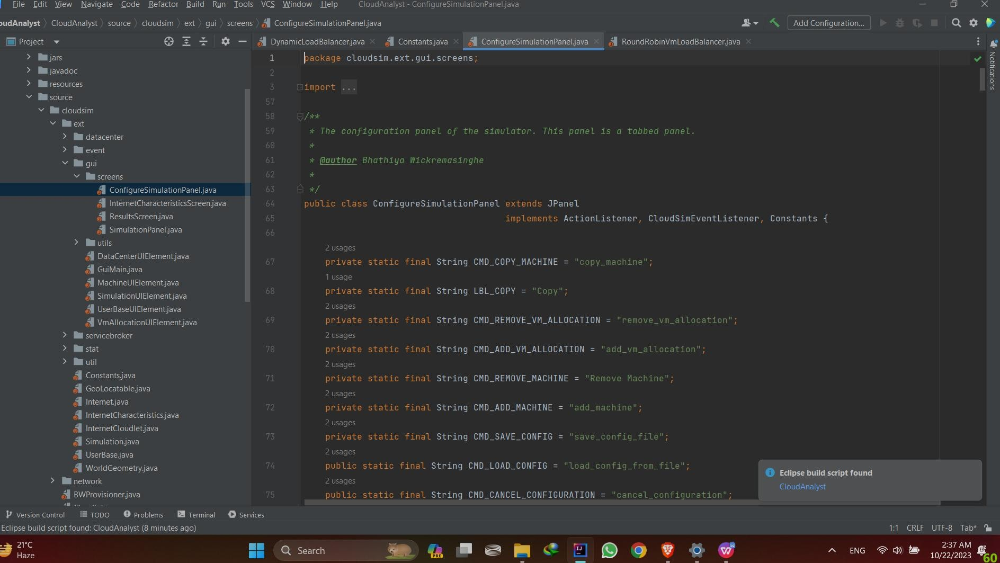 File Edit View Navigate Code Refactor Build Run Tools VCS Window Help CloudAnalyst - ConfigureSimulationPanel.java
oudAnalyst CloudAnalyst source cloudsim ext gui screens ConfigureSimulationPanel.java Add Configuration...
Project DynamicLoadBalancer.java Constants.java ConfigureSimulationPanel.java RoundRobinVmLoadBalancer.java
Notifications
jars
javadoc
resources
source
cloudsim
ext
datacenter
event
gui
screens
ConfigureSimulationPanel.java
InternetCharacteristicsScreen.java
ResultsScreen.java
SimulationPanel.java
utils
DataCenterUIElement.java
GuiMain.java
MachineUIElement.java
SimulationUIElement.java
UserBaseUIElement.java
VmAllocationUIElement.java
servicebroker
stat
util
Constants.java
GeoLocatable.java
Internet.java
InternetCharacteristics.java
InternetCloudlet.java
Simulation.java
UserBase.java
WorldGeometry.java
network
BWProvisioner.java
1 package cloudsim.ext.gui.screens;
2
3 import ...
57
58 /**
59 * The configuration panel of the simulator. This panel is a tabbed panel.
60 *
61 * @author Bhathiya Wickremasinghe
62 *
63 */
64 public class ConfigureSimulationPanel extends JPanel
65 implements ActionListener, CloudSimEventListener, Constants {
66
2 usages
67 private static final String CMD_COPY_MACHINE = "copy_machine";
1 usage
68 private static final String LBL_COPY = "Copy";
2 usages
69 private static final String CMD_REMOVE_VM_ALLOCATION = "remove_vm_allocation";
2 usages
70 private static final String CMD_ADD_VM_ALLOCATION = "add_vm_allocation";
2 usages
71 private static final String CMD_REMOVE_MACHINE = "Remove Machine";
2 usages
72 private static final String CMD_ADD_MACHINE = "add_machine";
2 usages
73 private static final String CMD_SAVE_CONFIG = "save_config_file";
2 usages
74 public static final String CMD_LOAD_CONFIG = "load_config_from_file";
2 usages
75 public static final String CMD_CANCEL_CONFIGURATION = "cancel_configuration";
Eclipse build script found
CloudAnalyst
Version Control TODO Problems Terminal Services
Eclipse build script found: CloudAnalyst (8 minutes ago) 1:1 CRLF UTF-8 Tab*
21°C
Haze
Search
PRE
IJ
ENG
2:37 AM
10/22/2023
60